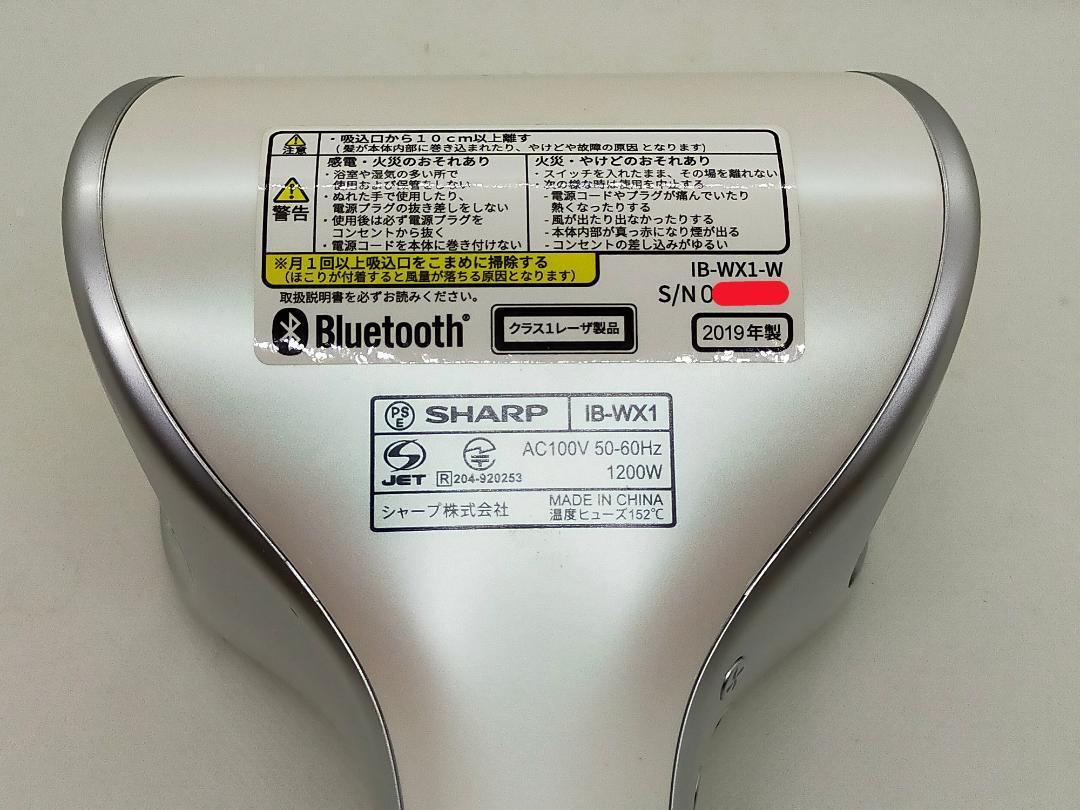 注意
・吸込口から10cm以上離す
(髪が本体内部に巻き込まれたり、やけどや故障の原因となります)
警告
感電・火災のおそれあり
・浴室や湿気の多い所で
使用および保管をしない
・ぬれた手で使用したり、
電源プラグの抜き差しをしない
・使用後は必ず電源プラグを
コンセントから抜く
・電源コードを本体に巻き付けない
火災・やけどのおそれあり
・スイッチを入れたまま、その場を離れない
・次の様な時は使用を中止する
-電源コードやプラグが痛んでいたり
熱くなったりする
-風が出たり出なかったりする
-本体内部が真っ赤になり煙が出る
-コンセントの差し込みがゆるい
※月1回以上吸込口をこまめに掃除する
(ほこりが付着すると風量が落ちる原因となります)
IB-WX1-W
取扱説明書を必ずお読みください。
S/N 0
Bluetooth®
クラス1レーザ製品
2019年製
PSE SHARP IB-WX1
JET R 204-920253
AC100V 50-60Hz
1200W
シャープ株式会社
MADE IN CHINA
温度ヒューズ152℃